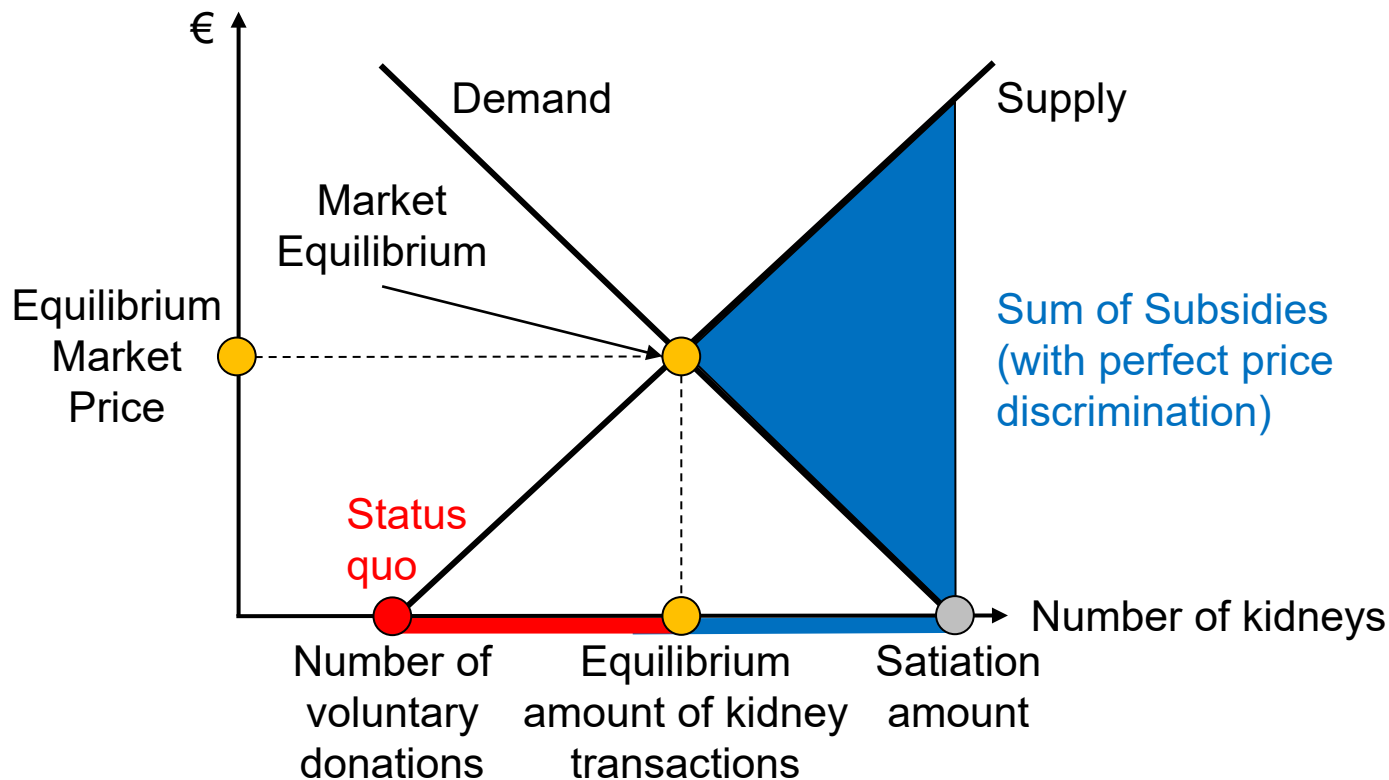 €
Demand
Supply
Market
Equilibrium
Equilibrium
Market
Price
Sum of Subsidies
(with perfect price
discrimination)
Status
quo
Number of kidneys
Number of
voluntary
donations
Equilibrium
amount of kidney
transactions
Satiation
amount